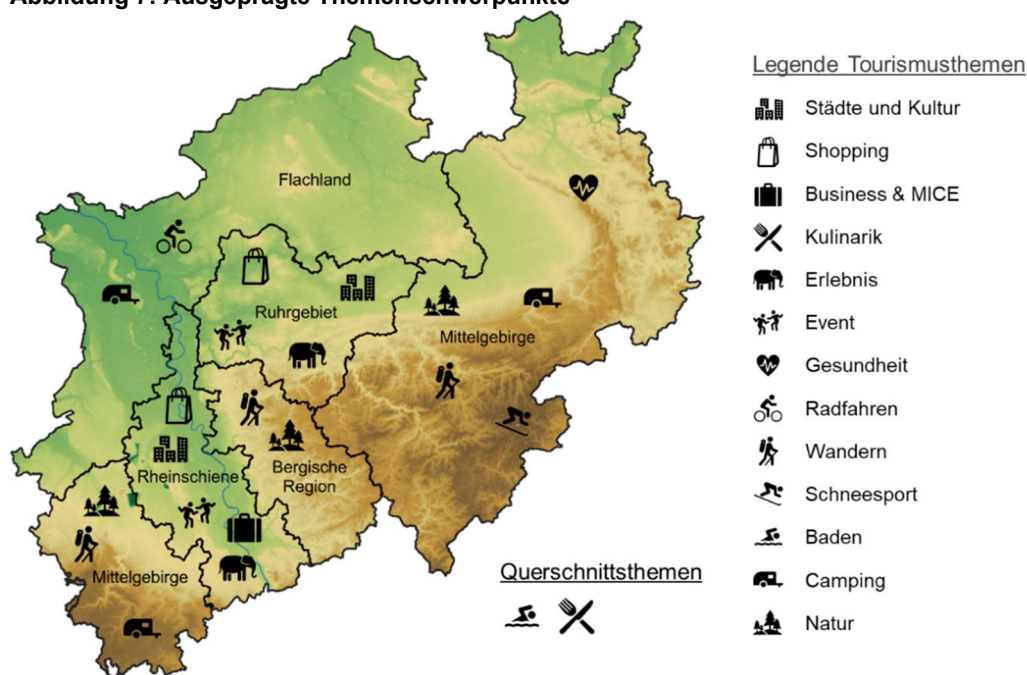 Abbildung 7: Ausgeprägte Themenschwerpunkte
Legende Tourismusthemen
Städte und Kultur
Shopping
Business & MICE
Kulinarik
Erlebnis
Event
Gesundheit
Radfahren
Wandern
Schneesport
Baden
Camping
Natur
Flachland
Ruhrgebiet
Mittelgebirge
Rheinschiene
Bergische
Region
Mittelgebirge
Querschnittsthemen